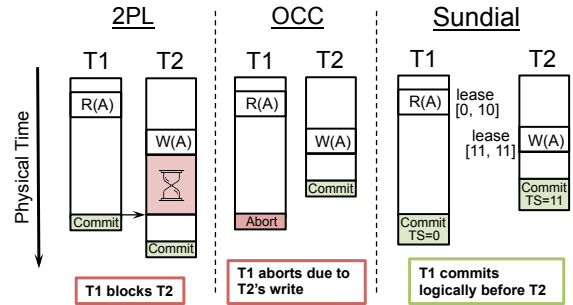 2PL
OCC
Sundial
T1
T2
T1
T2
T1
T2
Physical Time
R(A)
W(A)
Commit
Commit
R(A)
W(A)
Commit
Abort
R(A)
lease
[0, 10]
lease
[11, 11]
W(A)
Commit
TS=11
Commit
TS=0
T1 blocks T2
T1 aborts due to
T2's write
T1 commits
logically before T2